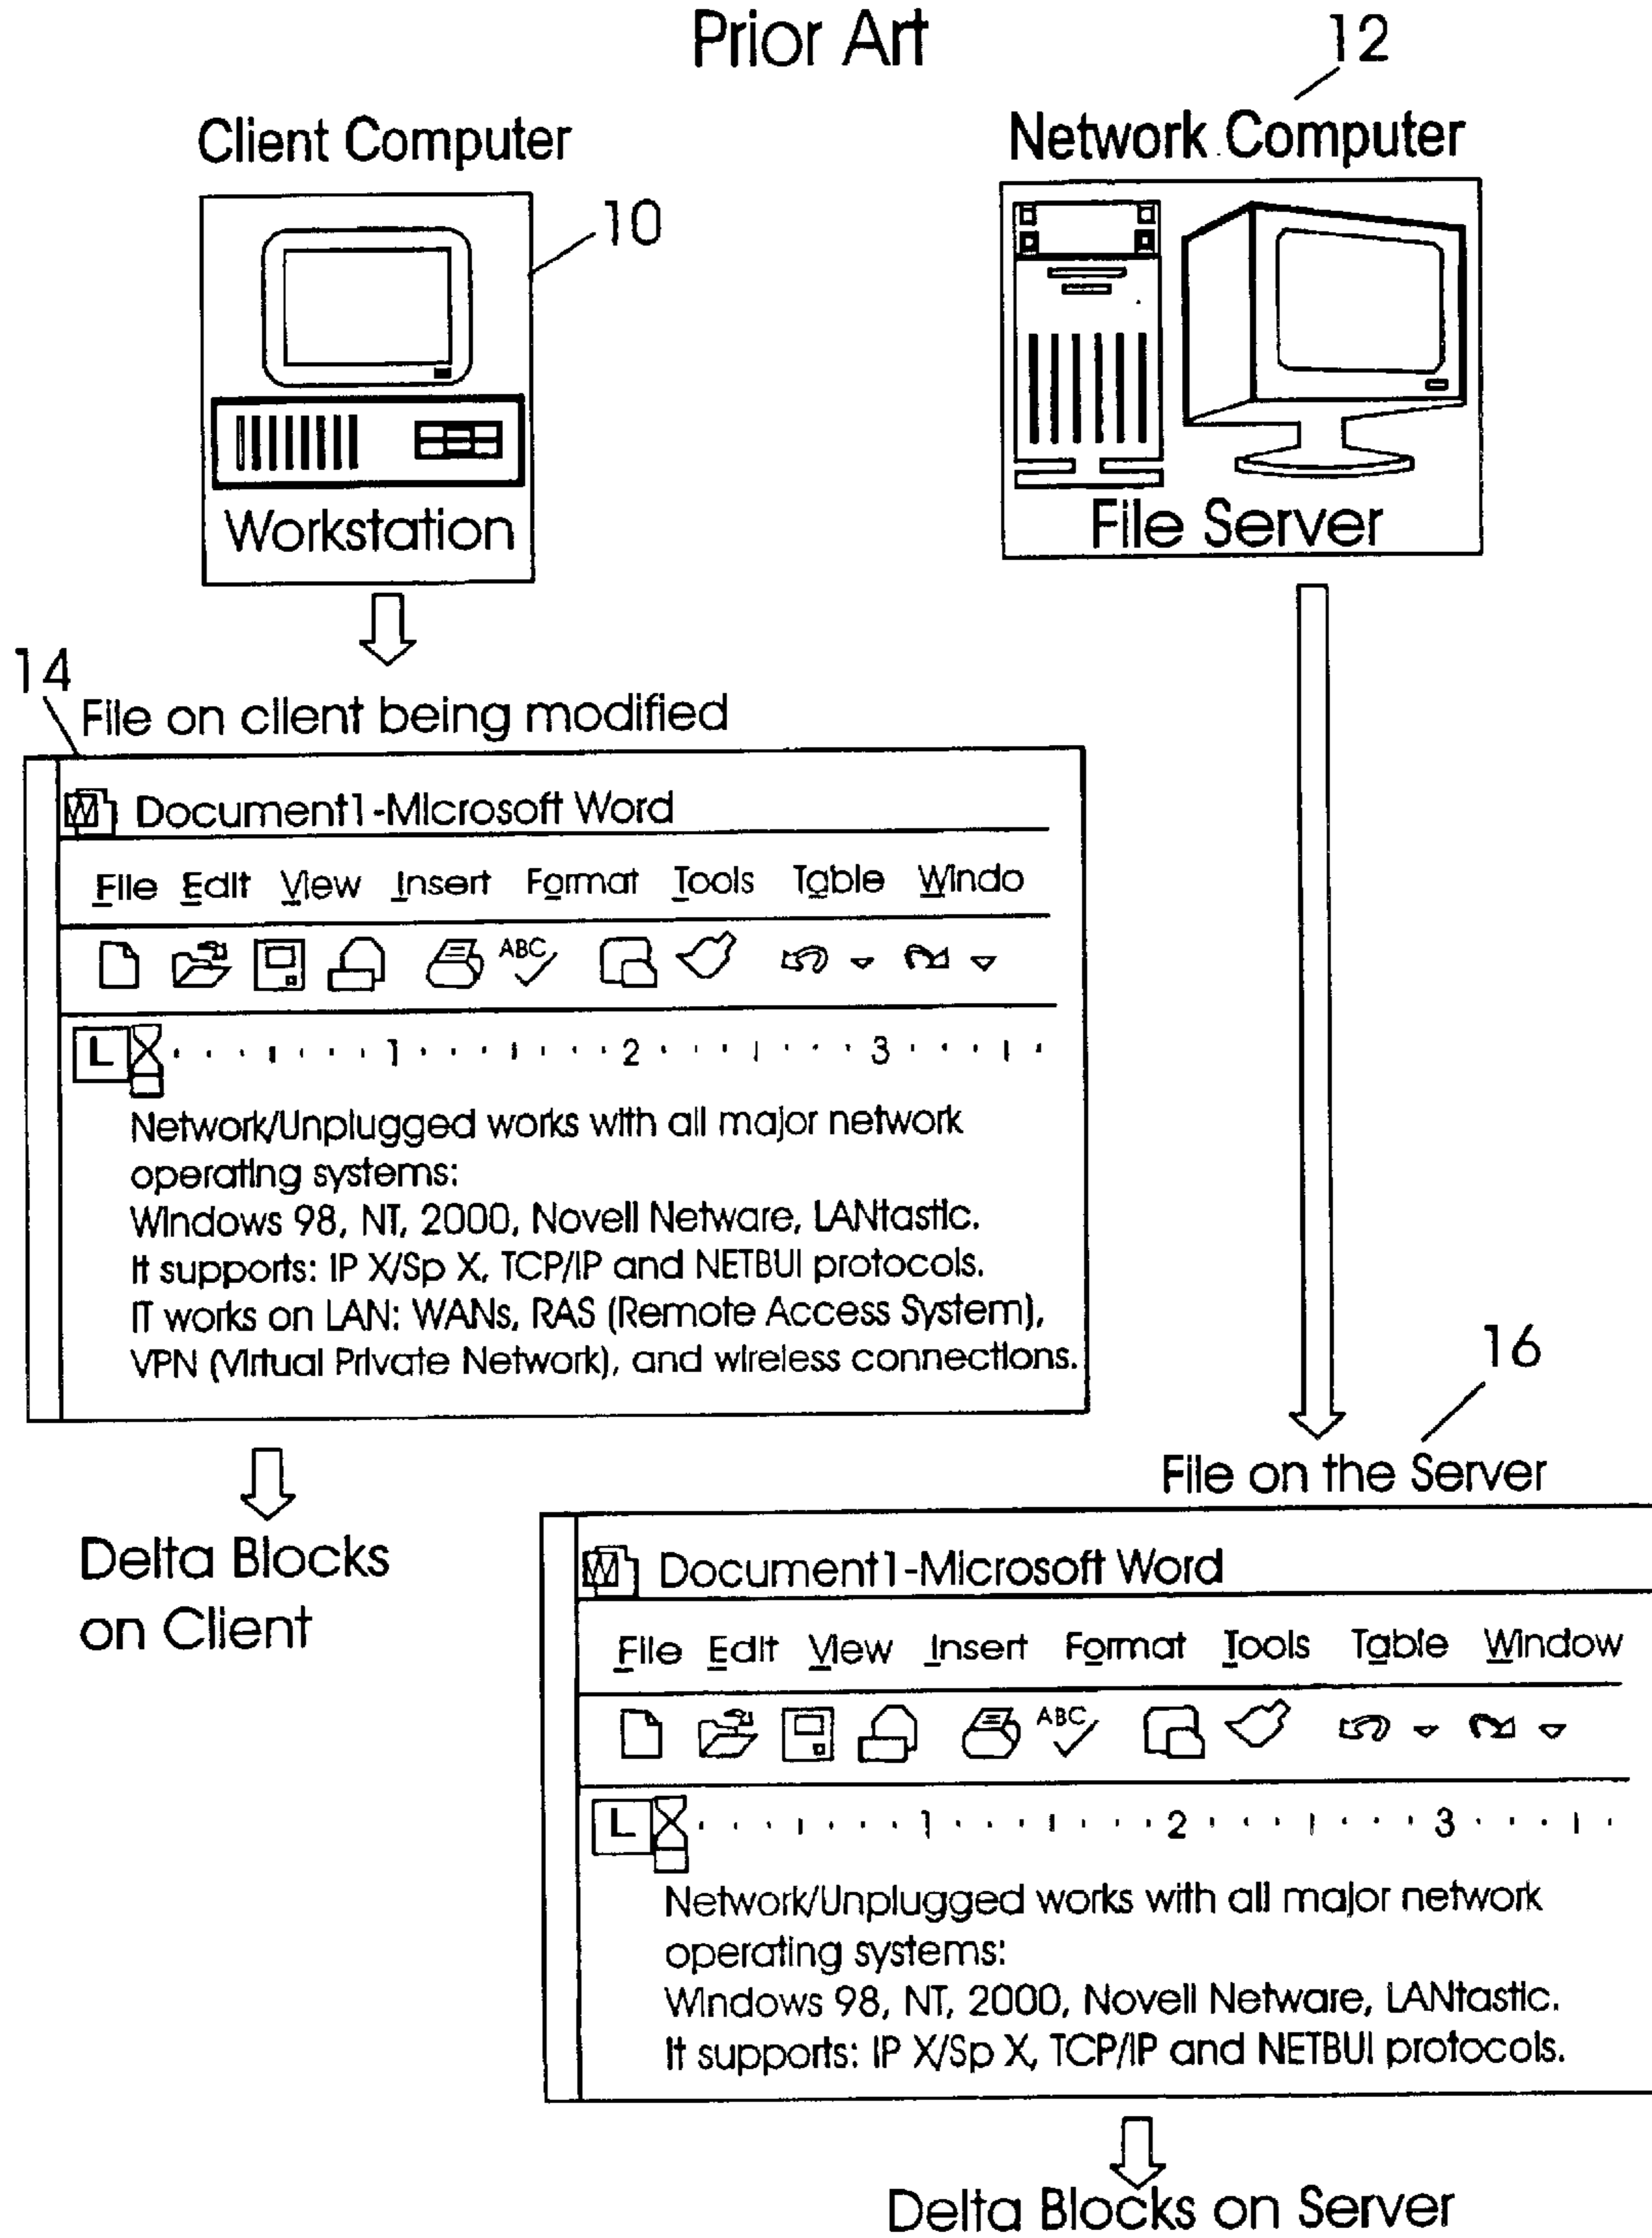 Prior Art
12
Client Computer
Network Computer
10
Workstation
File Server
14
File on client being modified
W Document1-Microsoft Word
File Edit View Insert Format Tools Table Windo
ABC
L 1 2 3
Network/Unplugged works with all major network
operating systems:
Windows 98, NT, 2000, Novell Netware, LANtastic.
It supports: IP X/Sp X, TCP/IP and NETBUI protocols.
IT works on LAN: WANs, RAS (Remote Access System),
VPN (Virtual Private Network), and wireless connections.
16
File on the Server
Delta Blocks
on Client
W Document1-Microsoft Word
File Edit View Insert Format Tools Table Window
ABC
L 1 2 3
Network/Unplugged works with all major network
operating systems:
Windows 98, NT, 2000, Novell Netware, LANtastic.
It supports: IP X/Sp X, TCP/IP and NETBUI protocols.
Delta Blocks on Server